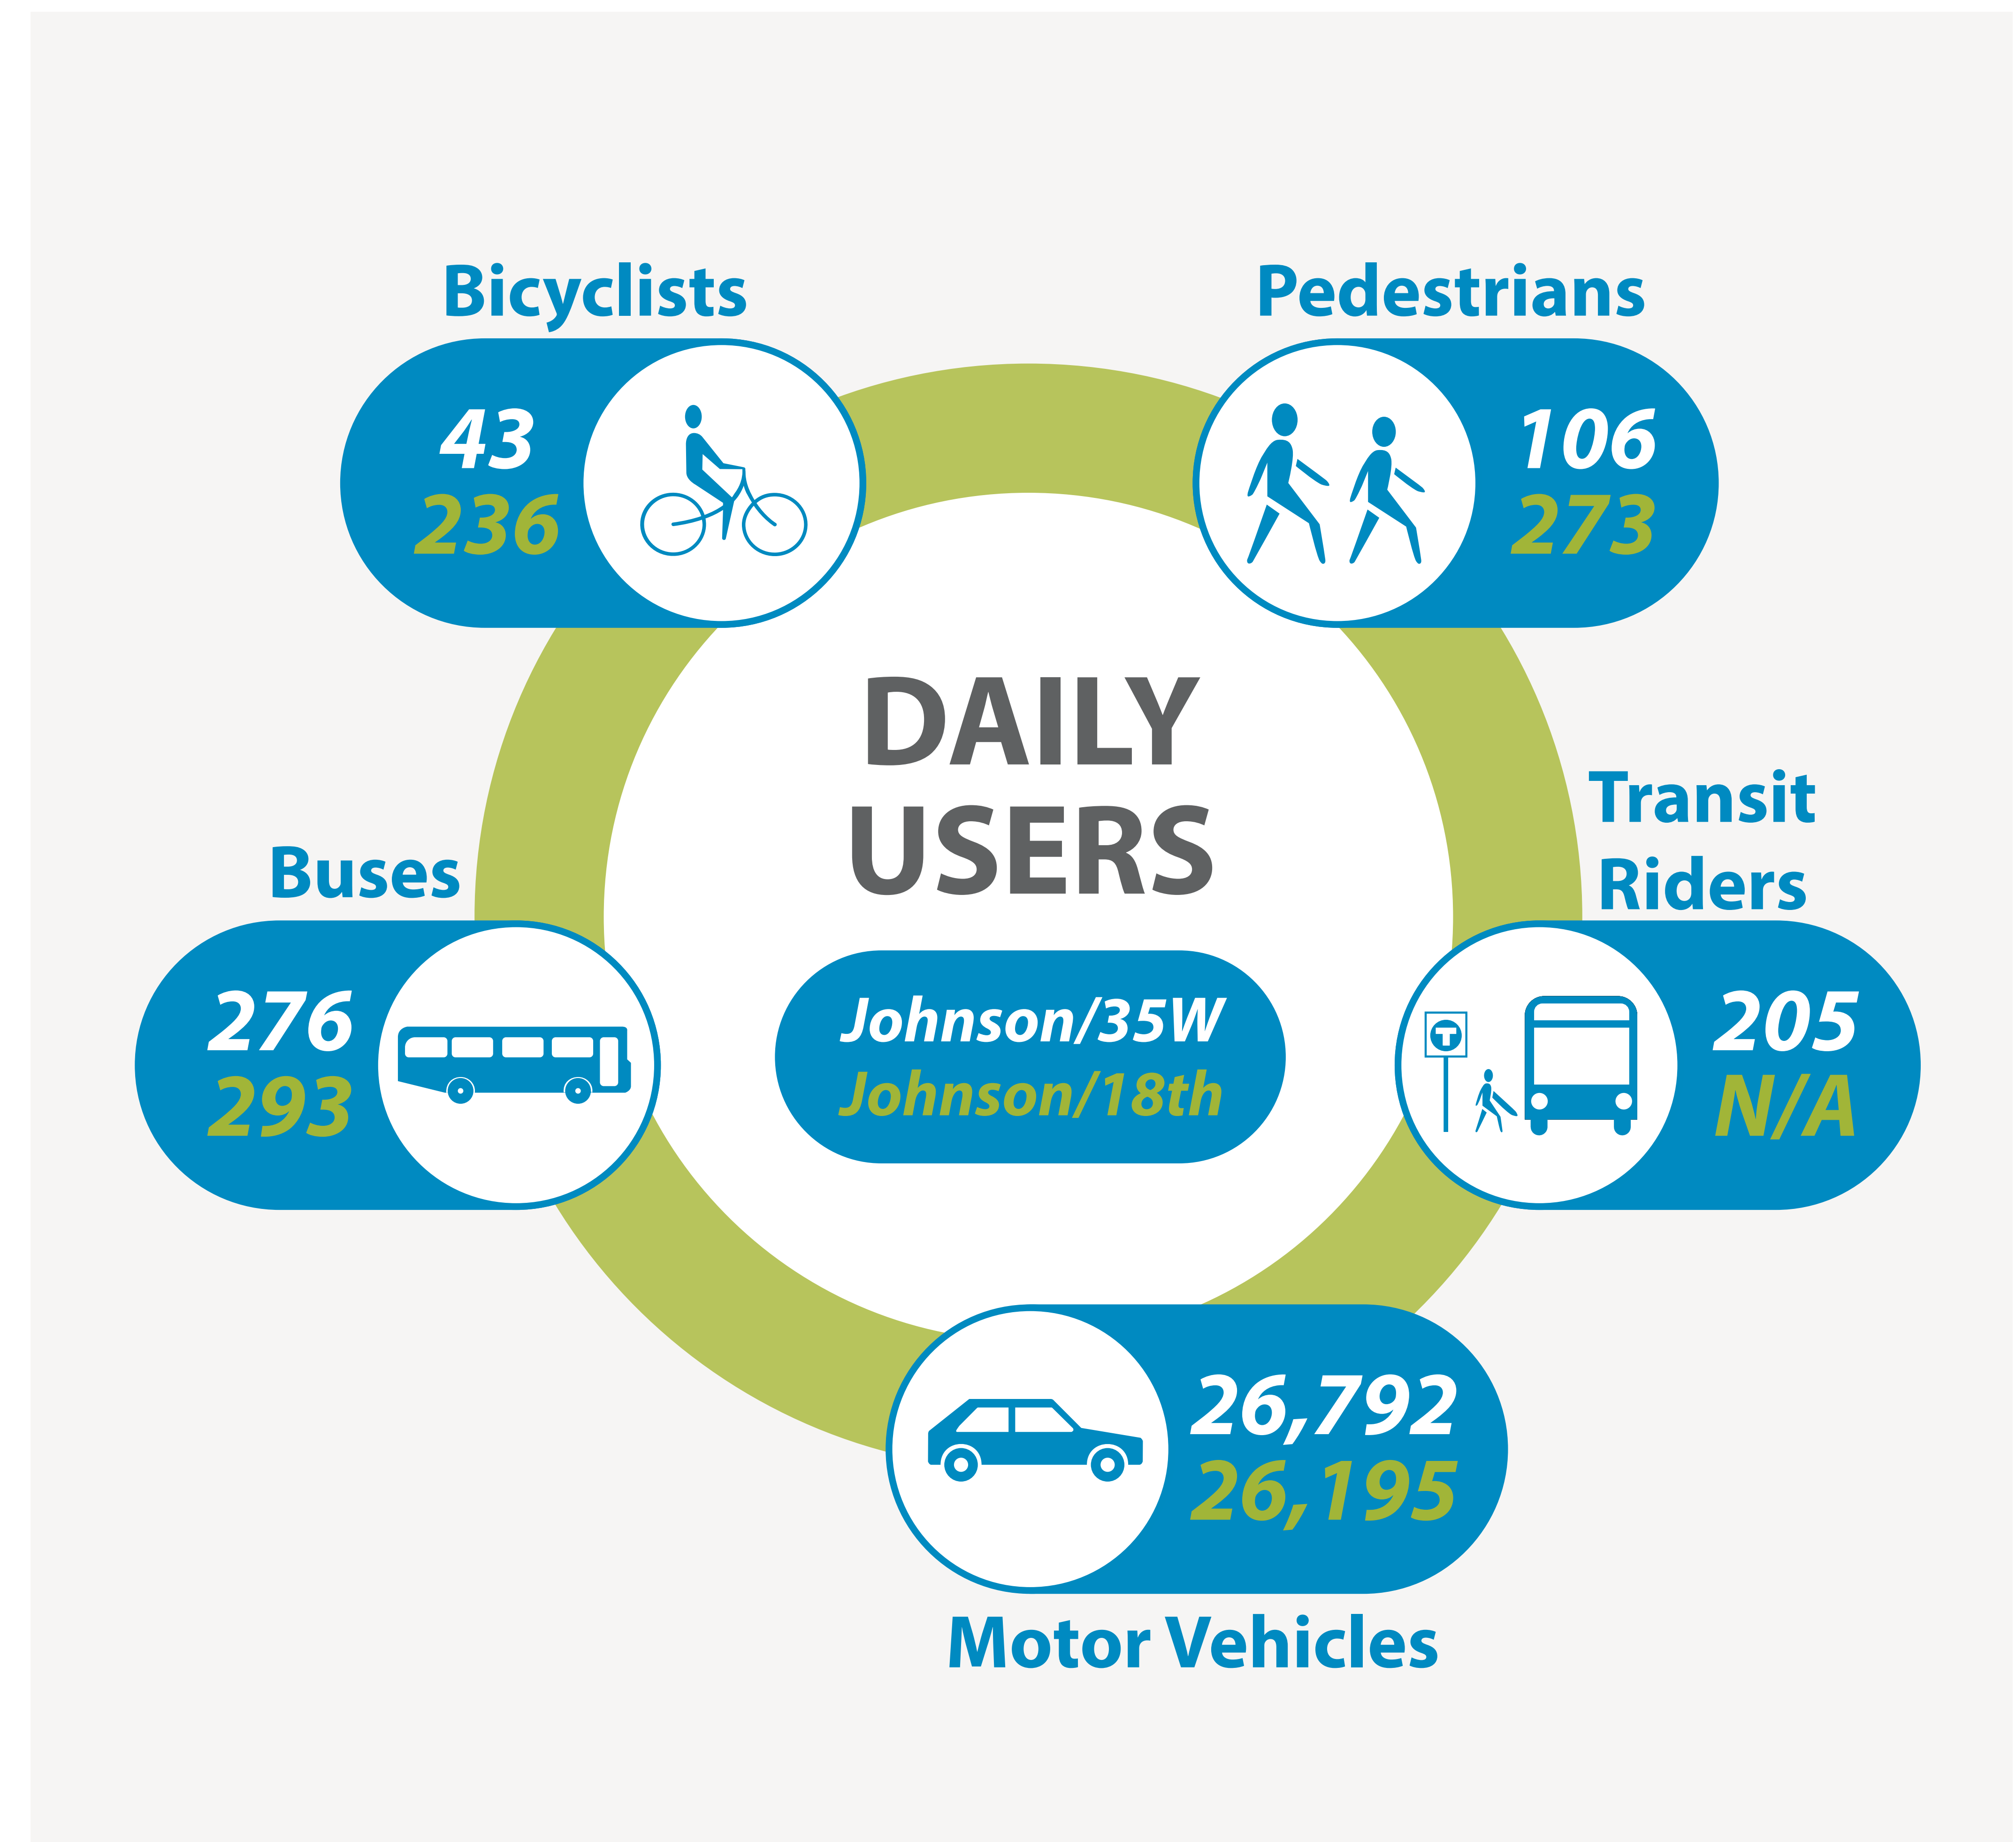 Bicyclists
43
236
Pedestrians
106
273
DAILY
USERS
Johnson/35W
Johnson/18th
Buses
276
293
Transit
Riders
T
205
N/A
26,792
26,195
Motor Vehicles